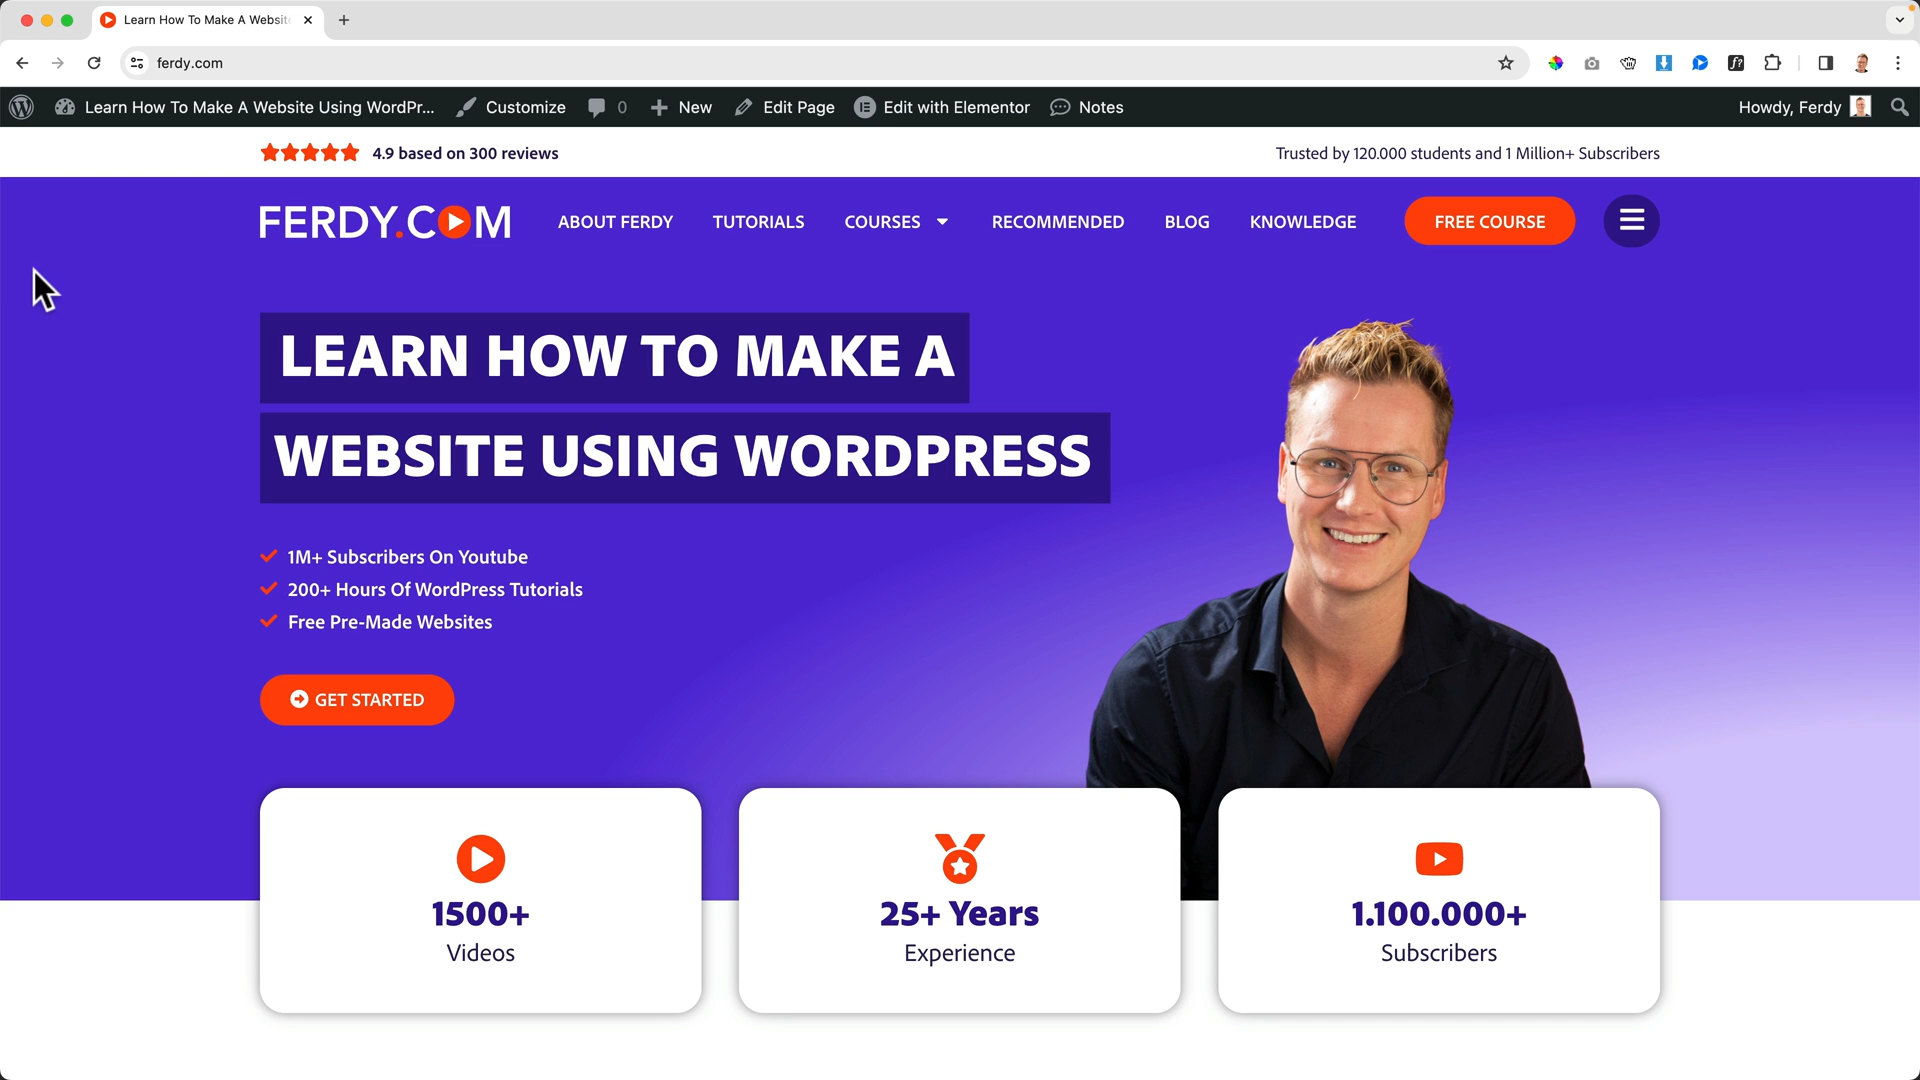 Learn How To Make A Websit
ferdy.com
Learn How To Make A Website Using WordPr...
Customize
0
New
Edit Page
Edit with Elementor
Notes
Howdy, Ferdy
4.9 based on 300 reviews
Trusted by 120.000 students and 1 Million+ Subscribers
FERDY.COM
ABOUT FERDY
TUTORIALS
COURSES
RECOMMENDED
BLOG
KNOWLEDGE
FREE COURSE
LEARN HOW TO MAKE A
WEBSITE USING WORDPRESS
1M+ Subscribers On Youtube
200+ Hours Of WordPress Tutorials
Free Pre-Made Websites
GET STARTED
1500+
Videos
25+ Years
Experience
1.100.000+
Subscribers